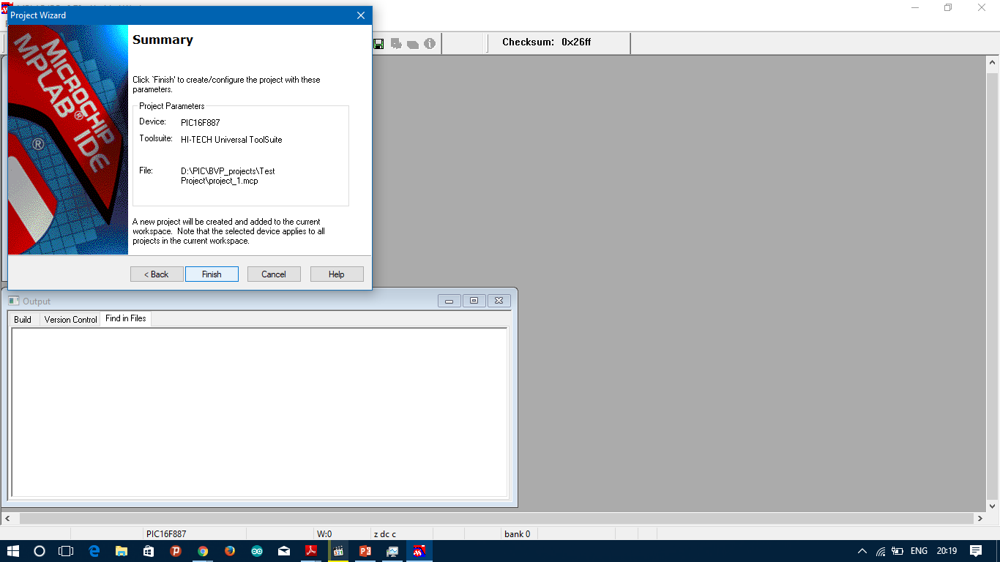 Project Wizard
Checksum: 0x26ff
MICROCHIP
MPLAB® IDE
®
Summary
Click `Finish' to create/configure the project with these
parameters.
Project Parameters
Device: PIC16F887
Toolsuite: HI-TECH Universal ToolSuite
File: D:\PIC\BVP_projects\Test
Project\project_1.mcp
A new project will be created and added to the current
workspace. Note that the selected device applies to all
projects in the current workspace.
< Back Finish Cancel Help
Output
Build Version Control Find in Files
PIC16F887 W:0 z dc c bank 0
ENG 20:19